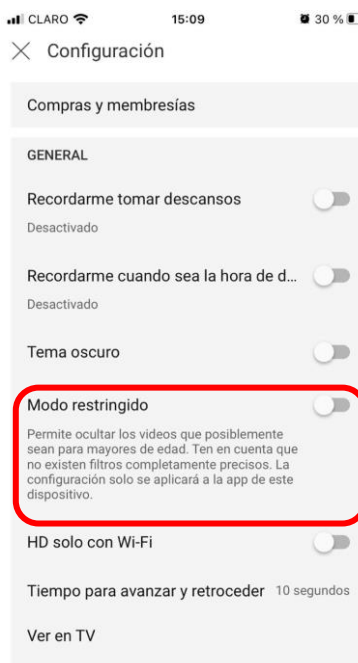 CLARO 15:09 30 %
Configuración
Compras y membresías
GENERAL
Recordarme tomar descansos
Desactivado
Recordarme cuando sea la hora de d...
Desactivado
Tema oscuro
Modo restringido
Permite ocultar los videos que posiblemente
sean para mayores de edad. Ten en cuenta que
no existen filtros completamente precisos. La
configuración solo se aplicará a la app de este
dispositivo.
HD solo con Wi-Fi
Tiempo para avanzar y retroceder 10 segundos
Ver en TV